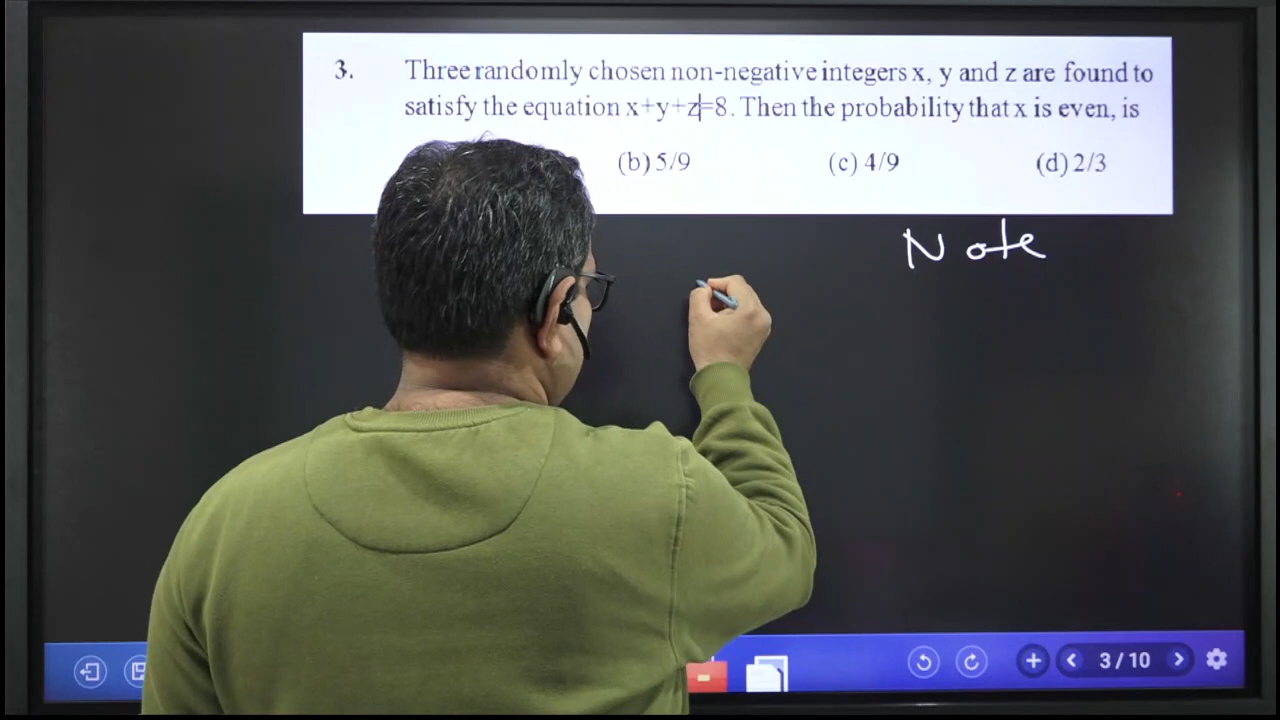 3. Three randomly chosen non-negative integers x, y and z are found to
satisfy the equation x+y+z=8. Then the probability that x is even, is
(b) 5/9 (c) 4/9 (d) 2/3
Note
3 / 10